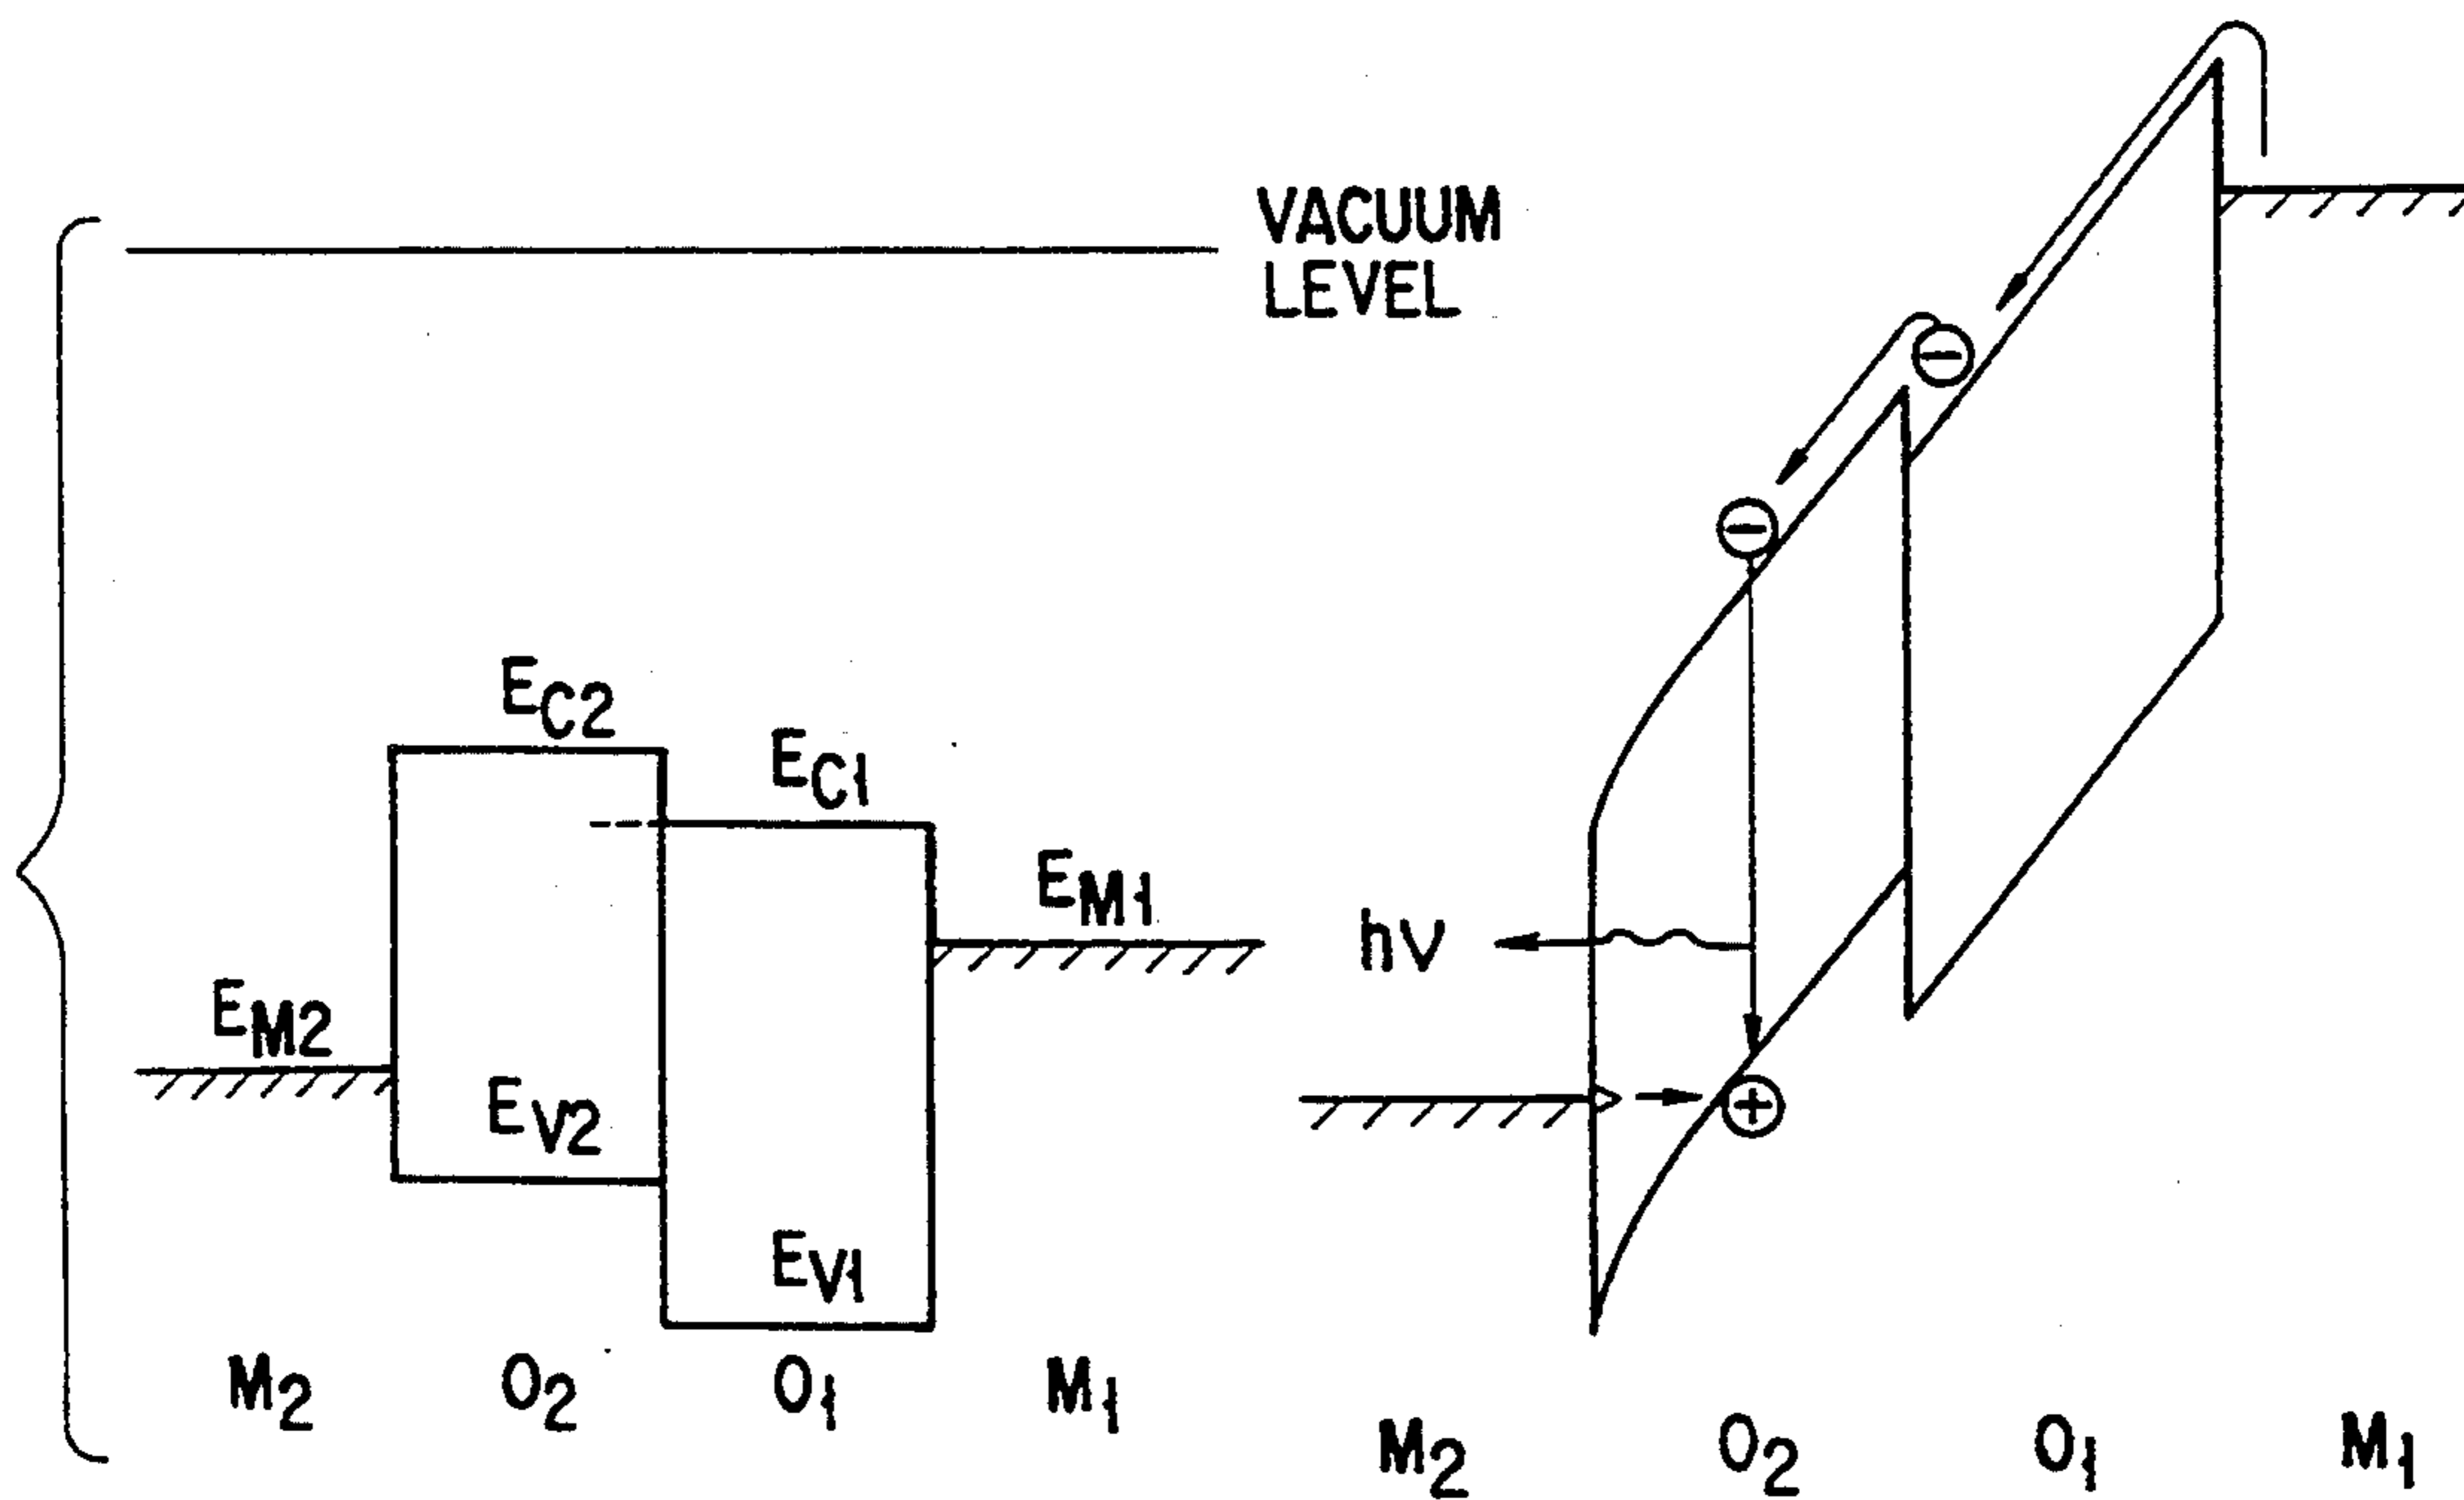 VACUUM
LEVEL
EC2
EC1
EM1
EM2
EV2
EV1
M2 O2 O1 M1
hν
⊖
⊖
⊕
M2 O2 O1 M1